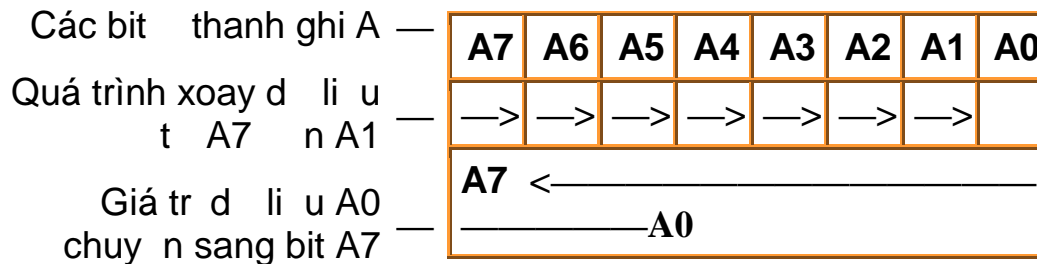 Các bit thanh ghi A —
A7 A6 A5 A4 A3 A2 A1 A0
Quá trình xoay d li u
t A7 n A1 —
—> —> —> —> —> —> —>
Giá tr d li u A0
chuy n sang bit A7 —
A7 <—————————————
—————A0